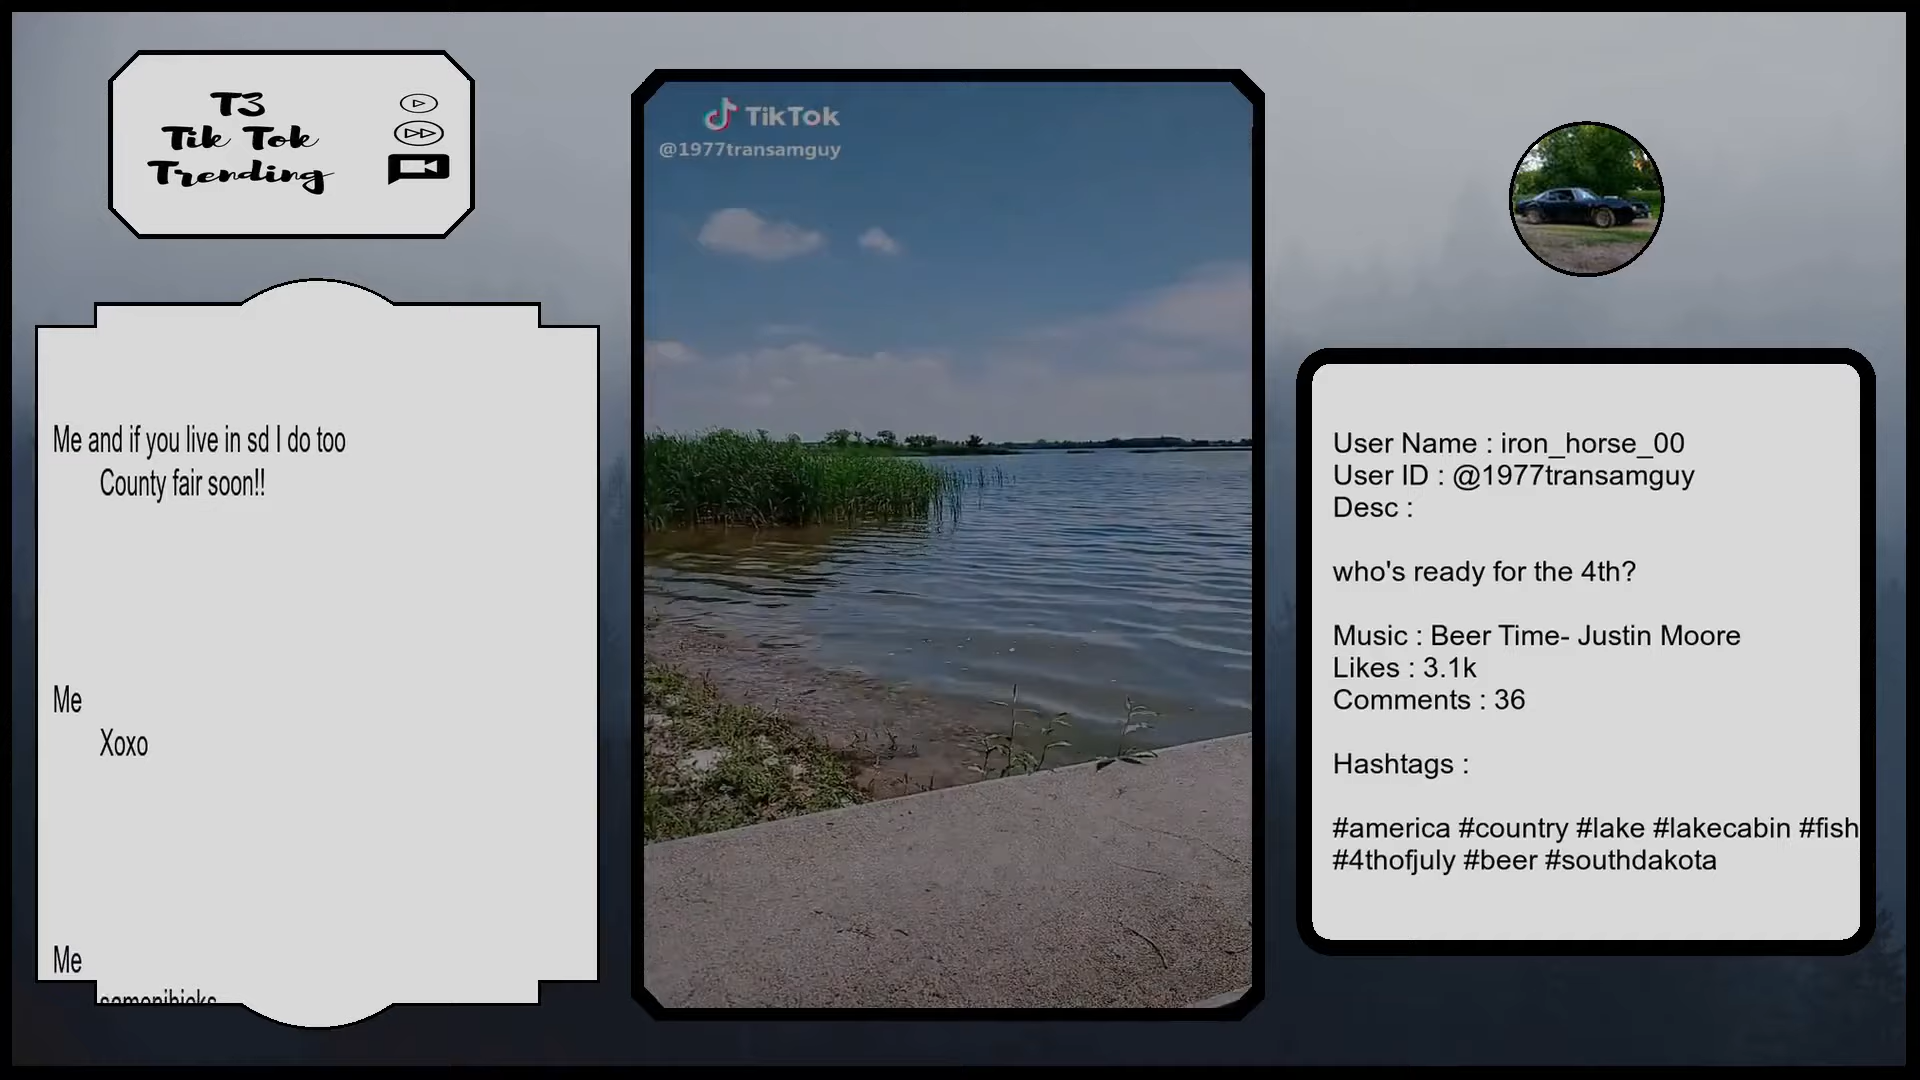 T3
Tik Tok
Trending
Me and if you live in sd I do too
County fair soon!!
Me
Xoxo
Me
TikTok
@1977transamguy
User Name : iron_horse_00
User ID : @1977transamguy
Desc :
who's ready for the 4th?
Music : Beer Time- Justin Moore
Likes : 3.1k
Comments : 36
Hashtags :
#america #country #lake #lakecabin #fish
#4thofjuly #beer #southdakota